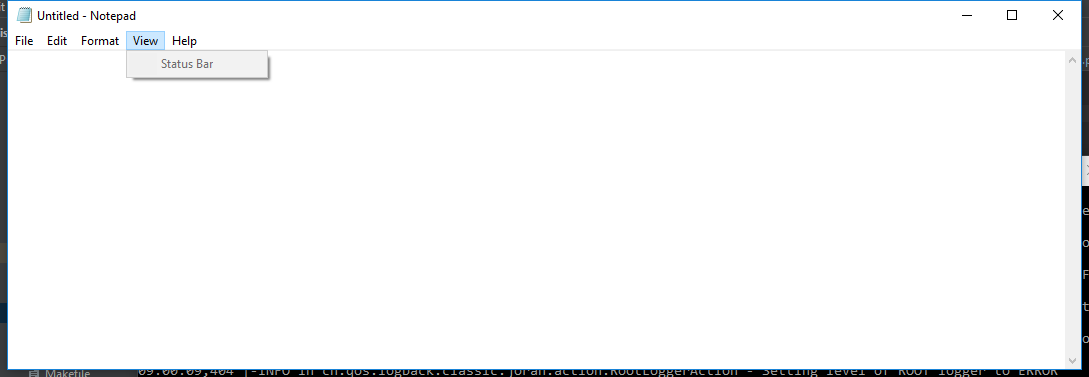 Untitled - Notepad
File Edit Format View Help
Status Bar
Makefile
09:00:09,404 |-INFO in ch.qos.logback.classic.joran.action.RootLoggerAction - Setting level of ROOT logger to ERROR